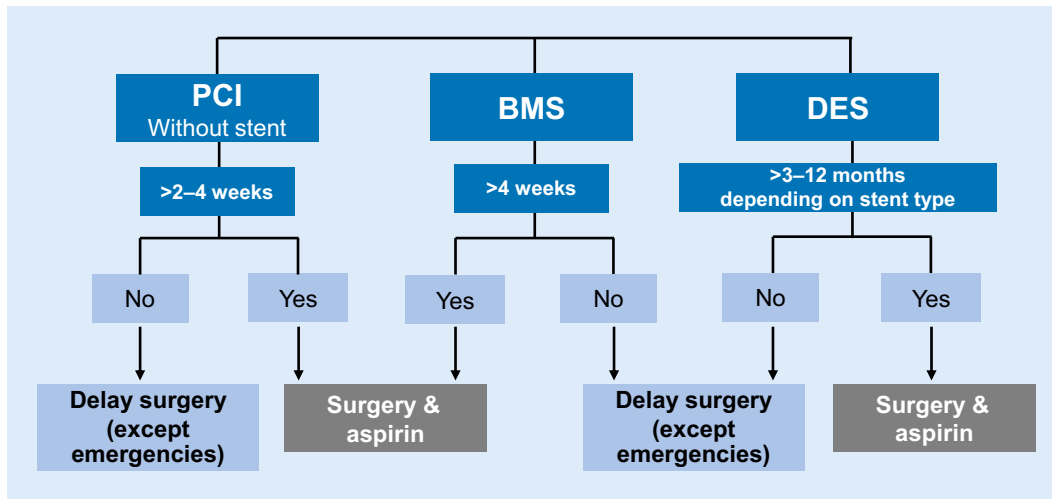 PCI
Without stent
BMS
DES
>2–4 weeks
>4 weeks
>3–12 months
depending on stent type
No
Yes
Yes
No
No
Yes
Delay surgery
(except
emergencies)
Surgery &
aspirin
Delay surgery
(except
emergencies)
Surgery &
aspirin